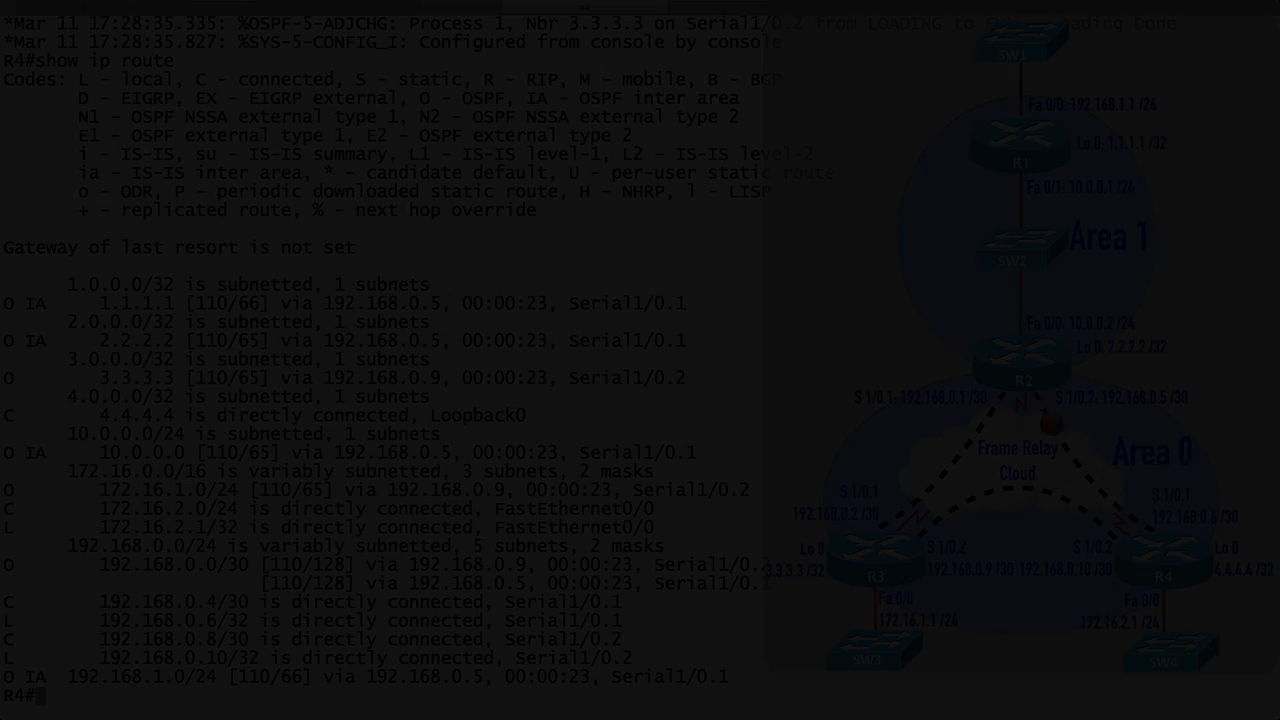 *Mar 11 17:28:35.335: %OSPF-5-ADJCHG: Process 1, Nbr 3.3.3.3 on Serial1/0.2 from LOADING to FULL, Loading Done
*Mar 11 17:28:35.827: %SYS-5-CONFIG_I: Configured from console by console
R4#show ip route
Codes: L - local, C - connected, S - static, R - RIP, M - mobile, B - BGP
D - EIGRP, EX - EIGRP external, O - OSPF, IA - OSPF inter area
N1 - OSPF NSSA external type 1, N2 - OSPF NSSA external type 2
E1 - OSPF external type 1, E2 - OSPF external type 2
i - IS-IS, su - IS-IS summary, L1 - IS-IS level-1, L2 - IS-IS level-2
ia - IS-IS inter area, * - candidate default, U - per-user static route
o - ODR, P - periodic downloaded static route, H - NHRP, l - LISP
+ - replicated route, % - next hop override
Gateway of last resort is not set
1.0.0.0/32 is subnetted, 1 subnets
O IA 1.1.1.1 [110/66] via 192.168.0.5, 00:00:23, Serial1/0.1
2.0.0.0/32 is subnetted, 1 subnets
O IA 2.2.2.2 [110/65] via 192.168.0.5, 00:00:23, Serial1/0.1
3.0.0.0/32 is subnetted, 1 subnets
O 3.3.3.3 [110/65] via 192.168.0.9, 00:00:23, Serial1/0.2
4.0.0.0/32 is subnetted, 1 subnets
C 4.4.4.4 is directly connected, Loopback0
10.0.0.0/24 is subnetted, 1 subnets
O IA 10.0.0.0 [110/65] via 192.168.0.5, 00:00:23, Serial1/0.1
172.16.0.0/16 is variably subnetted, 3 subnets, 2 masks
O 172.16.1.0/24 [110/65] via 192.168.0.9, 00:00:23, Serial1/0.2
C 172.16.2.0/24 is directly connected, FastEthernet0/0
L 172.16.2.1/32 is directly connected, FastEthernet0/0
192.168.0.0/24 is variably subnetted, 5 subnets, 2 masks
O 192.168.0.0/30 [110/128] via 192.168.0.9, 00:00:23, Serial1/0.2
[110/128] via 192.168.0.5, 00:00:23, Serial1/0.1
C 192.168.0.4/30 is directly connected, Serial1/0.1
L 192.168.0.6/32 is directly connected, Serial1/0.1
C 192.168.0.8/30 is directly connected, Serial1/0.2
L 192.168.0.10/32 is directly connected, Serial1/0.2
O IA 192.168.1.0/24 [110/66] via 192.168.0.5, 00:00:23, Serial1/0.1
R4#
SW1
Fa 0/0: 192.168.1.1 /24
R1
Lo 0: 1.1.1.1 /32
Fa 0/1: 10.0.0.1 /24
Area 1
SW2
Fa 0/0: 10.0.0.2 /24
Lo 0: 2.2.2.2 /32
R2
S 1/0.1: 192.168.0.1 /30
S 1/0.2: 192.168.0.5 /30
Frame Relay
Cloud
Area 0
S 1/0.1
192.168.0.2 /30
S 1/0.1
192.168.0.6 /30
Lo 0
3.3.3.3 /32
R3
S 1/0.2
192.168.0.9 /30
S 1/0.2
192.168.0.10 /30
R4
Lo 0
4.4.4.4 /32
Fa 0/0
172.16.1.1 /24
Fa 0/0
172.16.2.1 /24
SW3
SW4